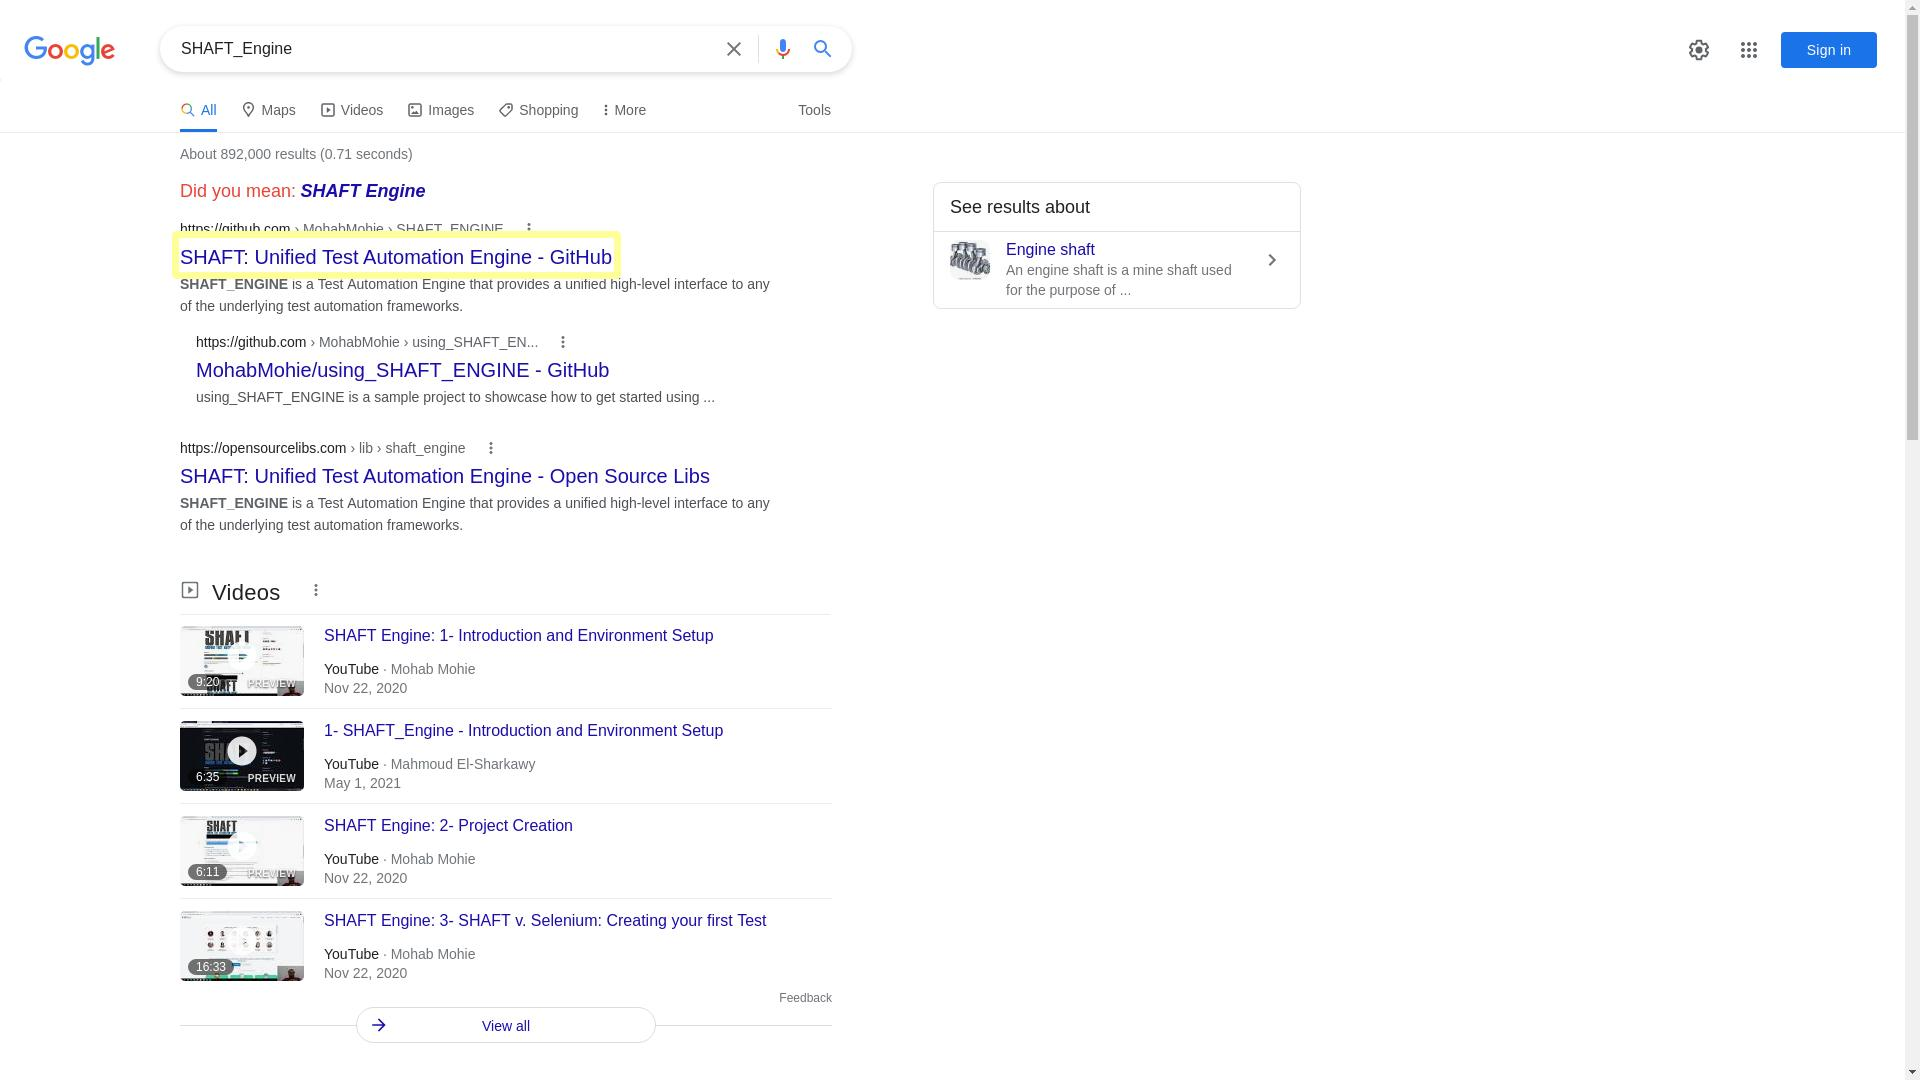 Google
SHAFT_Engine
Sign in
All
Maps
Videos
Images
Shopping
More
Tools
About 892,000 results (0.71 seconds)
Did you mean: SHAFT Engine
https://github.com › MohabMohie › SHAFT_ENGINE
SHAFT: Unified Test Automation Engine - GitHub
SHAFT_ENGINE is a Test Automation Engine that provides a unified high-level interface to any
of the underlying test automation frameworks.
https://github.com › MohabMohie › using_SHAFT_EN...
MohabMohie/using_SHAFT_ENGINE - GitHub
using_SHAFT_ENGINE is a sample project to showcase how to get started using ...
https://opensourcelibs.com › lib › shaft_engine
SHAFT: Unified Test Automation Engine - Open Source Libs
SHAFT_ENGINE is a Test Automation Engine that provides a unified high-level interface to any
of the underlying test automation frameworks.
Videos
SHAFT
9:20
PREVIEW
SHAFT Engine: 1- Introduction and Environment Setup
YouTube · Mohab Mohie
Nov 22, 2020
6:35
PREVIEW
1- SHAFT_Engine - Introduction and Environment Setup
YouTube · Mahmoud El-Sharkawy
May 1, 2021
SHAFT
6:11
PREVIEW
SHAFT Engine: 2- Project Creation
YouTube · Mohab Mohie
Nov 22, 2020
16:33
SHAFT Engine: 3- SHAFT v. Selenium: Creating your first Test
YouTube · Mohab Mohie
Nov 22, 2020
Feedback
View all
See results about
Engine shaft
An engine shaft is a mine shaft used
for the purpose of ...